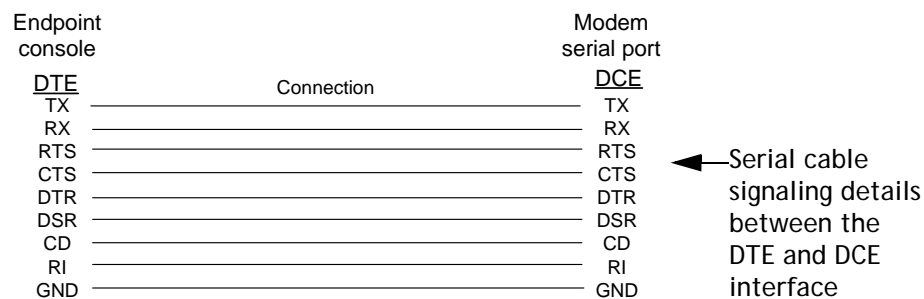 Endpoint
console
Modem
serial port
DTE
Connection
DCE
TX
TX
RX
RX
RTS
RTS
CTS
CTS
DTR
DTR
DSR
DSR
CD
CD
RI
RI
GND
GND
Serial cable
signaling details
between the
DTE and DCE
interface